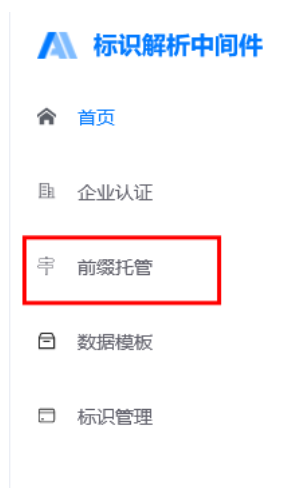 标识解析中间件
首页
企业认证
前缀托管
数据模板
标识管理